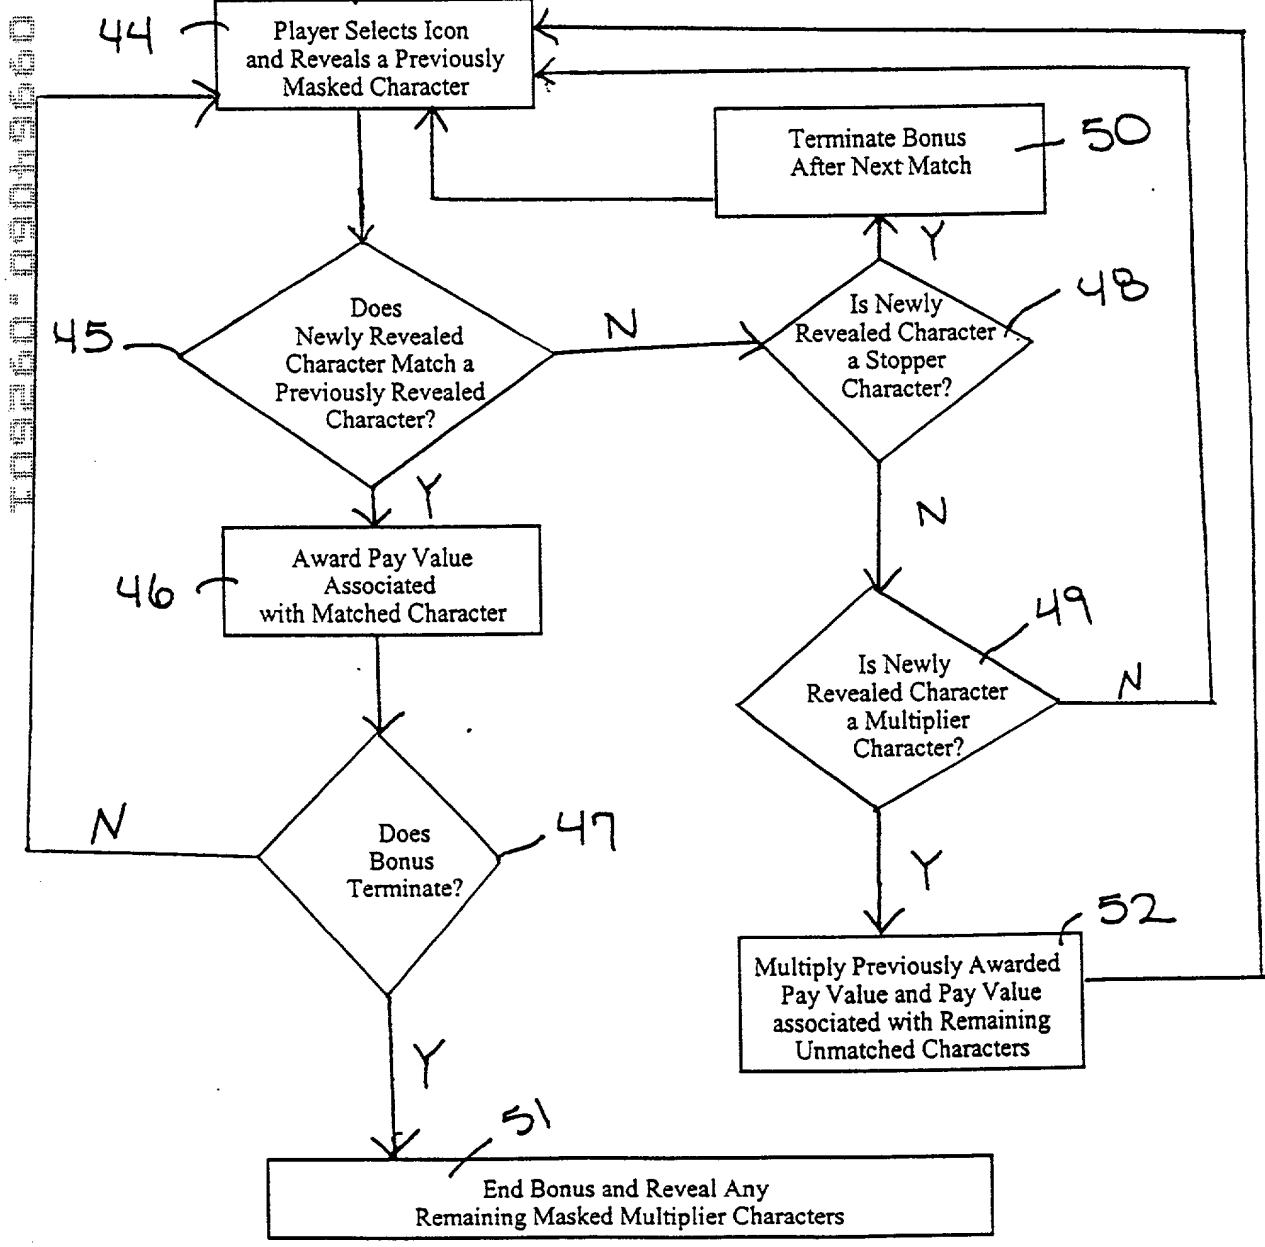 44
Player Selects Icon
and Reveals a Previously
Masked Character
Terminate Bonus
After Next Match
50
Y
45
Does
Newly Revealed
Character Match a
Previously Revealed
Character?
N
Is Newly
Revealed Character
a Stopper
Character?
48
Y
N
46
Award Pay Value
Associated
with Matched Character
49
Is Newly
Revealed Character
a Multiplier
Character?
N
N
Does
Bonus
Terminate?
47
Y
52
Multiply Previously Awarded
Pay Value and Pay Value
associated with Remaining
Unmatched Characters
Y
51
End Bonus and Reveal Any
Remaining Masked Multiplier Characters